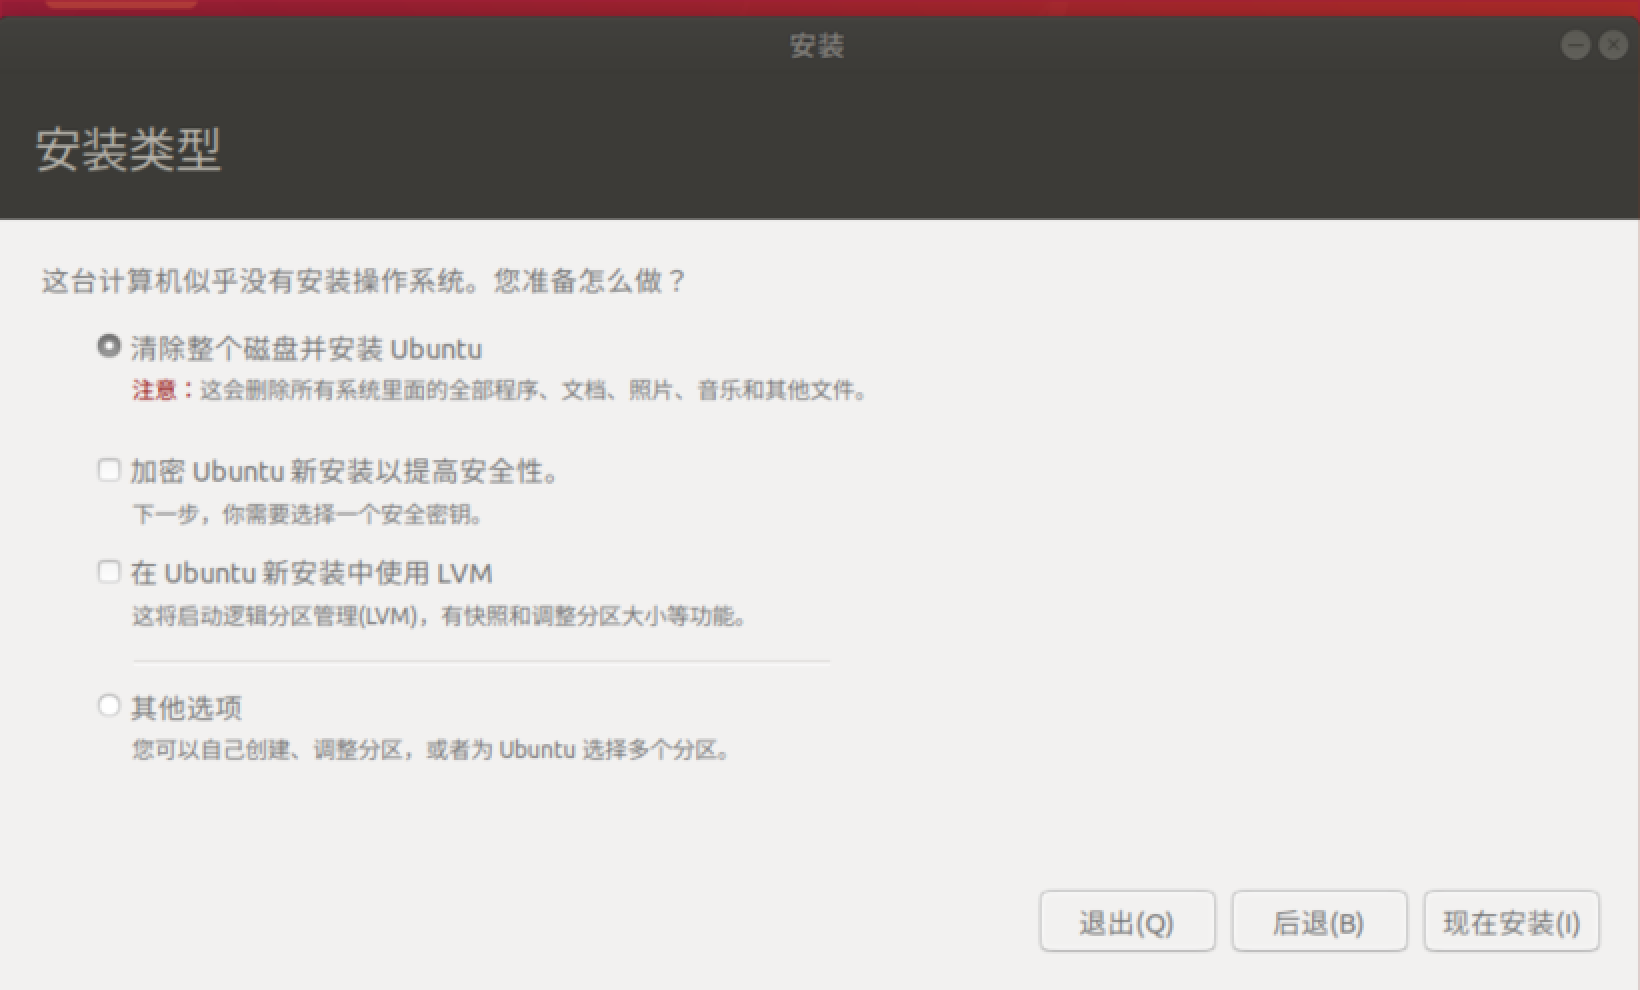 安装
安装类型
这台计算机似乎没有安装操作系统。您准备怎么做？
清除整个磁盘并安装 Ubuntu
注意：这会删除所有系统里面的全部程序、文档、照片、音乐和其他文件。
加密 Ubuntu 新安装以提高安全性。
下一步，你需要选择一个安全密钥。
在 Ubuntu 新安装中使用 LVM
这将启动逻辑分区管理(LVM)，有快照和调整分区大小等功能。
其他选项
您可以自己创建、调整分区，或者为 Ubuntu 选择多个分区。
退出(Q)
后退(B)
现在安装(I)